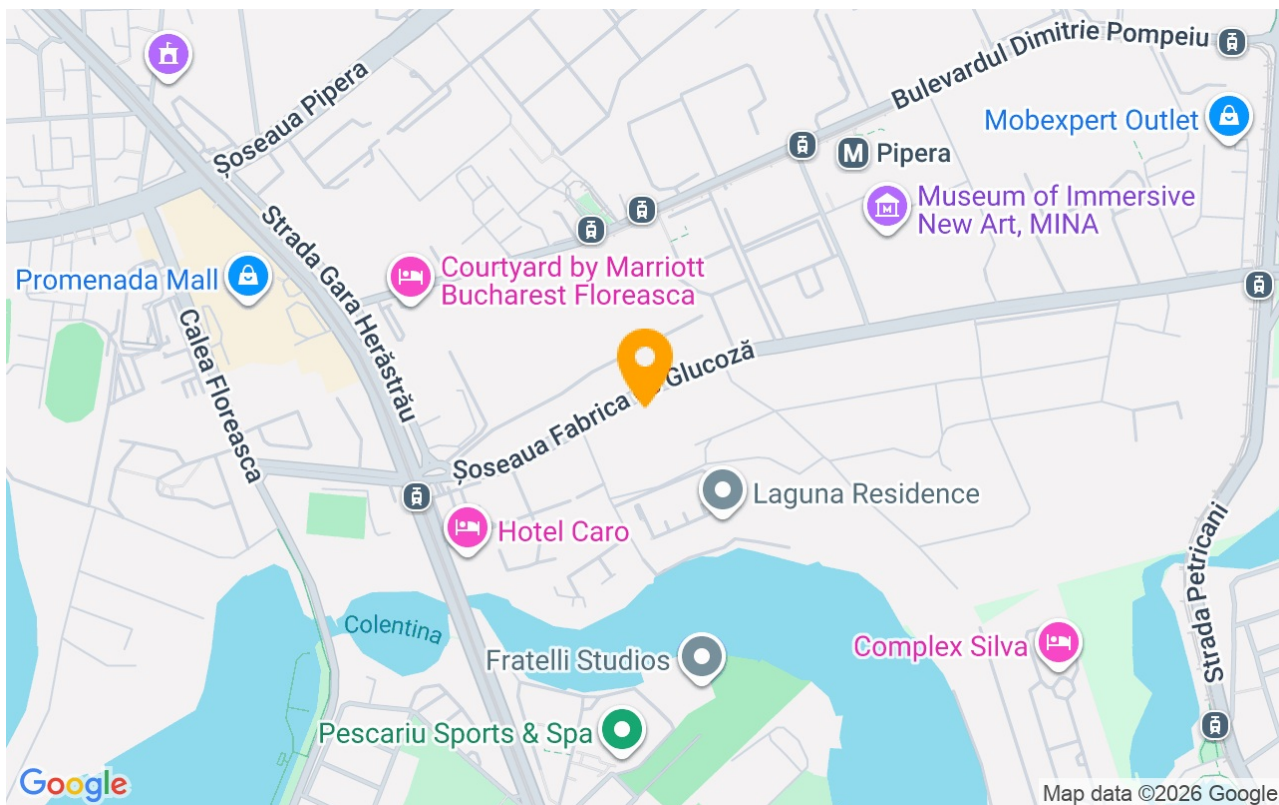 Bulevardul Dimitrie Pompeiu
Șoseaua Pipera
Mobexpert Outlet
M Pipera
Museum of Immersive
New Art, MINA
Strada Gara Herăstrău
Promenada Mall
Courtyard by Marriott
Bucharest Floreasca
Calea Floreasca
Șoseaua Fabrica
Glucoză
Laguna Residence
Hotel Caro
Strada Petricani
Colentina
Complex Silva
Fratelli Studios
Pescariu Sports & Spa
Google
Map data ©2026 Google